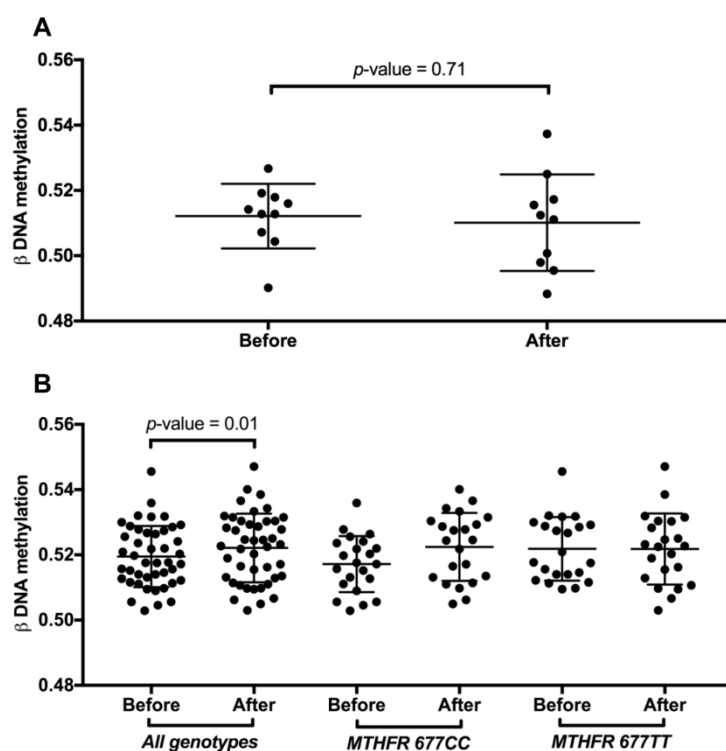 A
p-value = 0.71
β DNA methylation
0.56
0.54
0.52
0.50
0.48
Before After
B
p-value = 0.01
β DNA methylation
0.56
0.54
0.52
0.50
0.48
Before After Before After Before After
All genotypes MTHFR 677CC MTHFR 677TT